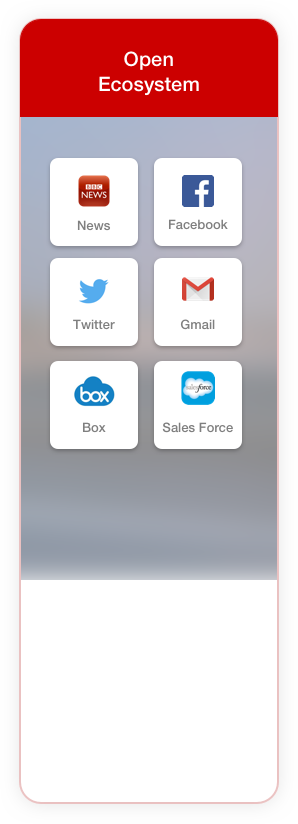 Open
Ecosystem
BBC
NEWS
News
Facebook
Twitter
Gmail
box
salesforce
Box
Sales Force